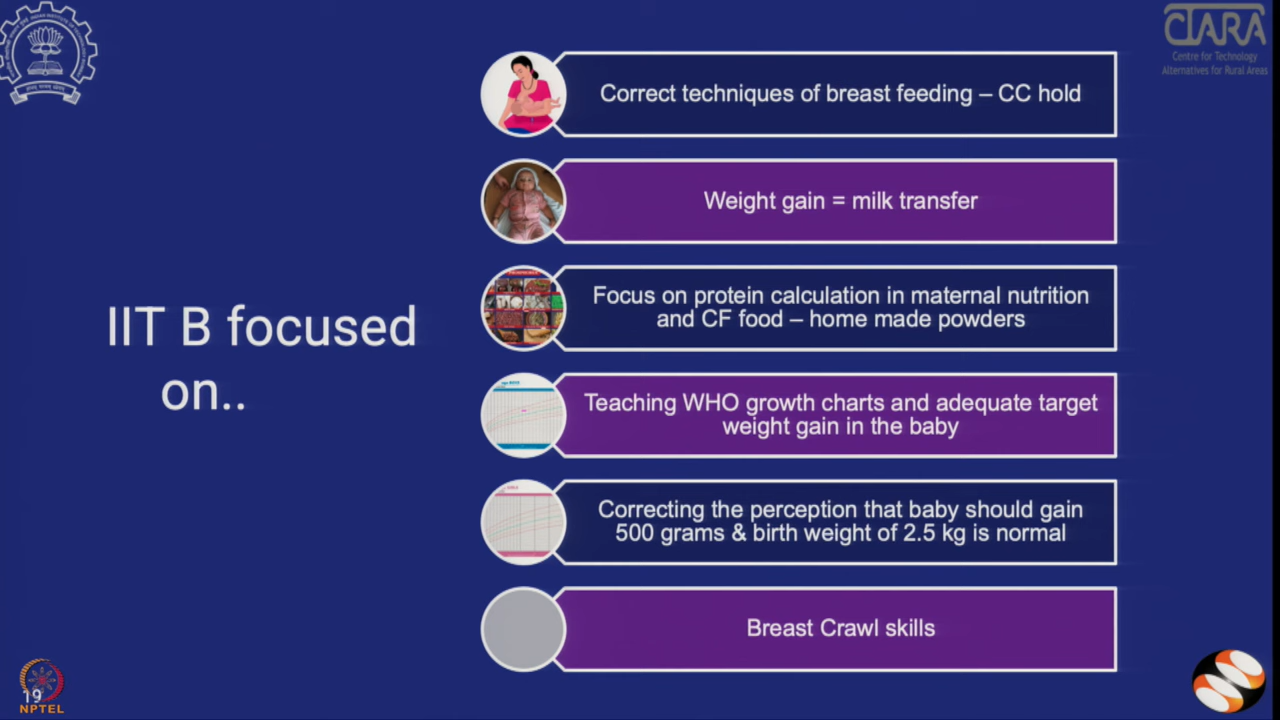 CTARA
Centre for Technology
Alternatives for Rural Areas
IIT B focused
on..
Correct techniques of breast feeding – CC hold
Weight gain = milk transfer
Focus on protein calculation in maternal nutrition
and CF food – home made powders
Teaching WHO growth charts and adequate target
weight gain in the baby
Correcting the perception that baby should gain
500 grams & birth weight of 2.5 kg is normal
Breast Crawl skills
19
NPTEL